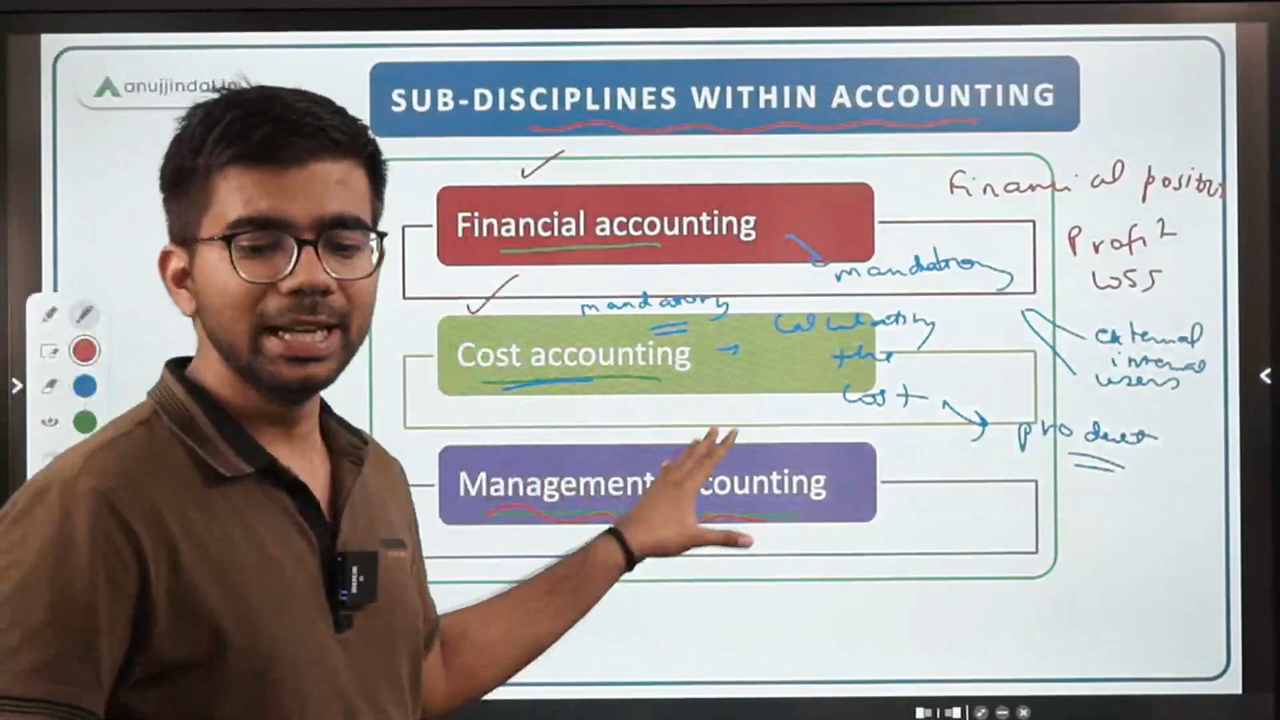 anujjindal.in
SUB-DISCIPLINES WITHIN ACCOUNTING
Financial position
Financial accounting
Profit
Loss
mandatory
mandatory
Calculating
the
Cost
Cost accounting
external
internal
users
product
Management accounting